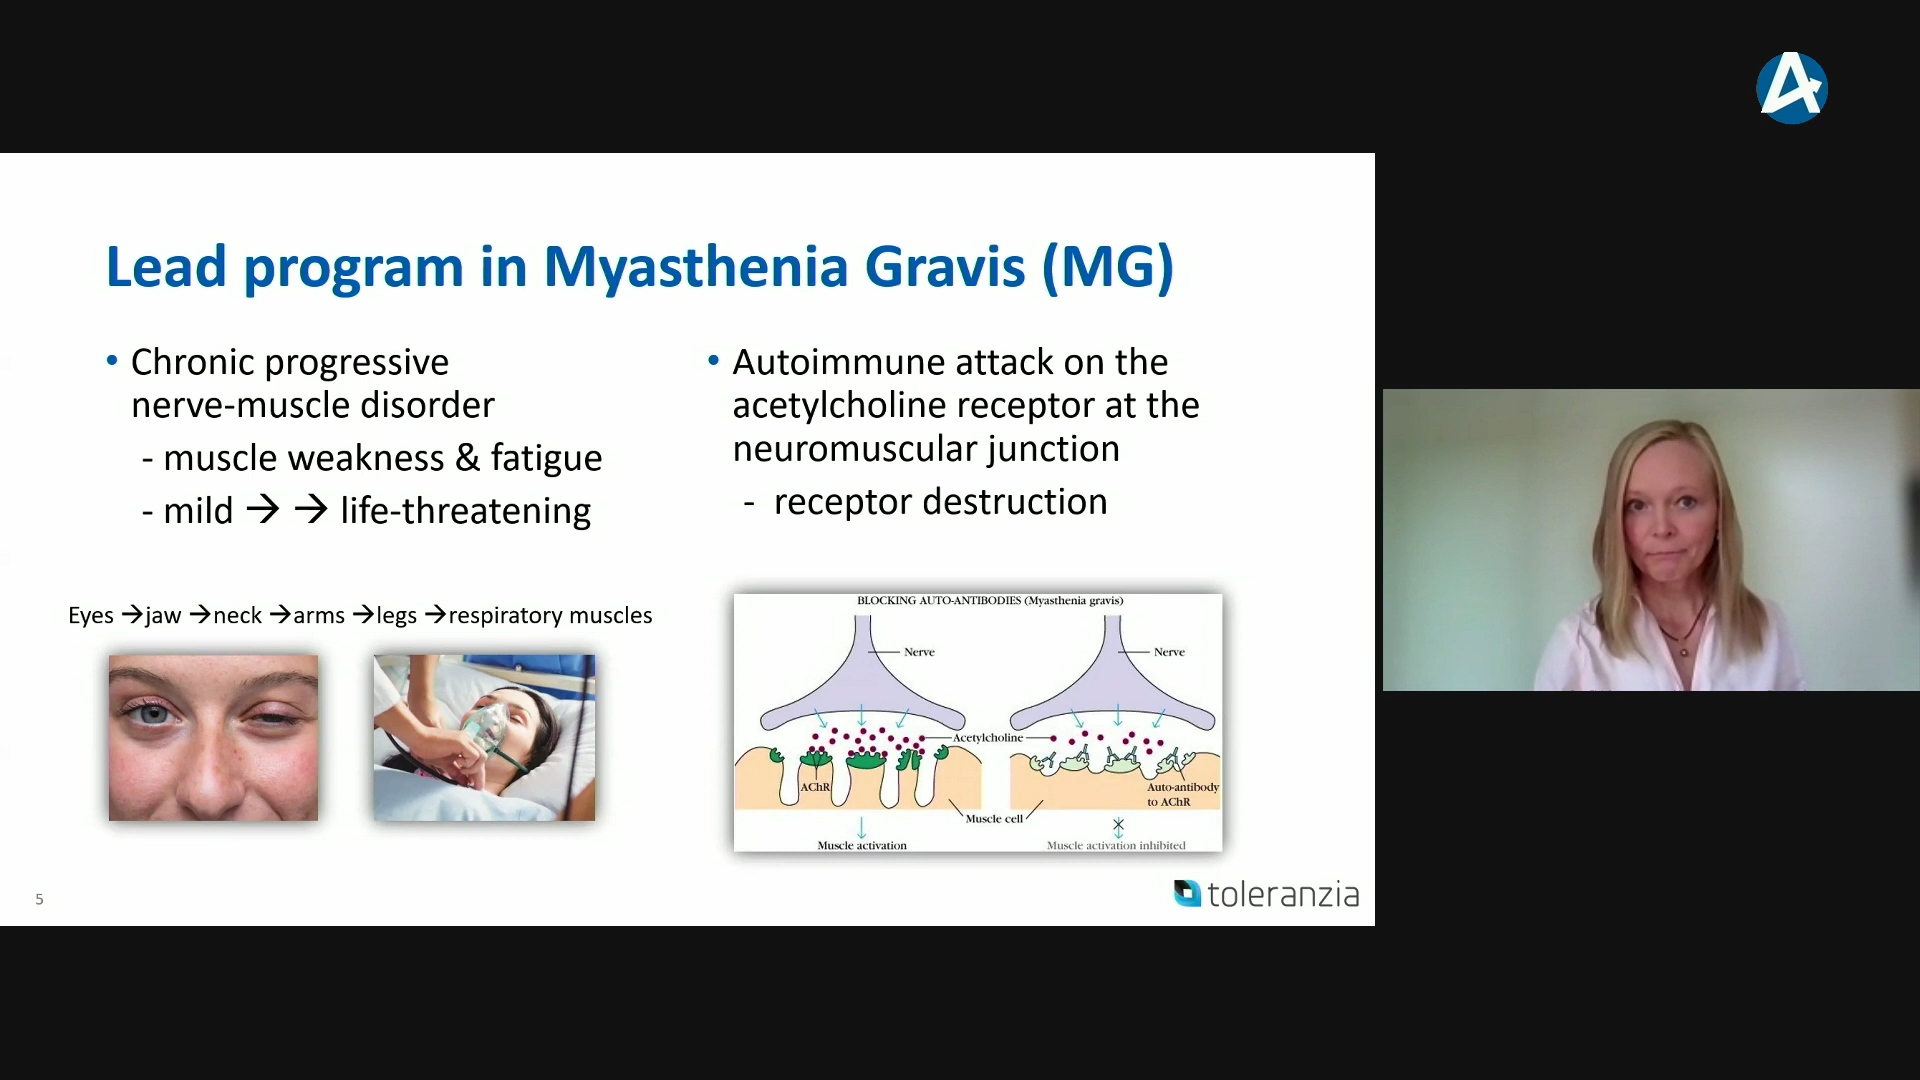 Lead program in Myasthenia Gravis (MG)
• Chronic progressive
nerve-muscle disorder
- muscle weakness & fatigue
- mild → → life-threatening
Eyes →jaw →neck →arms →legs →respiratory muscles
• Autoimmune attack on the
acetylcholine receptor at the
neuromuscular junction
- receptor destruction
BLOCKING AUTO-ANTIBODIES (Myasthenia gravis)
Nerve
Nerve
Acetylcholine
AChR
Auto-antibody
to AChR
Muscle cell
Muscle activation
Muscle activation inhibited
5
toleranzia